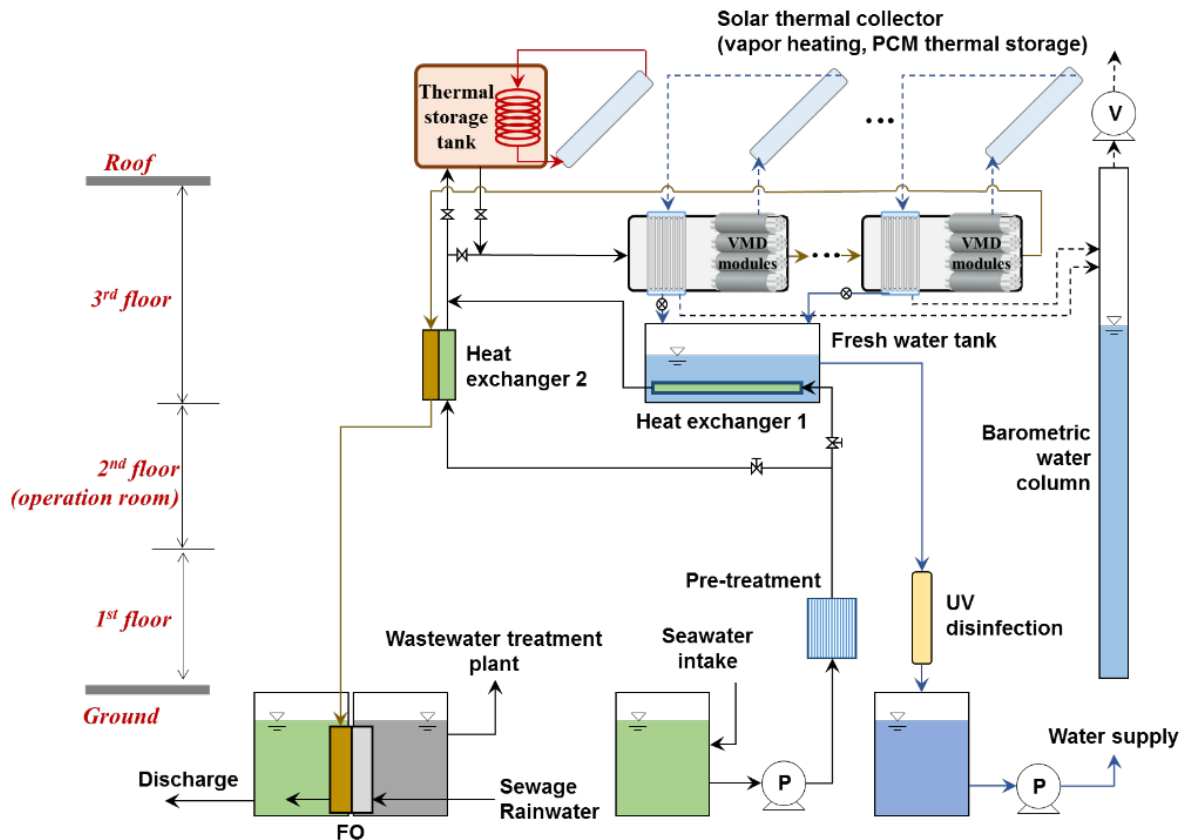 Solar thermal collector
(vapor heating, PCM thermal storage)
Thermal
storage
tank
V
Roof
VMD
modules
VMD
modules
3rd floor
Fresh water tank
Heat
exchanger 2
Heat exchanger 1
Barometric
water
column
2nd floor
(operation room)
Pre-treatment
UV
disinfection
1st floor
Wastewater treatment
plant
Seawater
intake
Ground
Water supply
Discharge
Sewage
Rainwater
P
P
FO